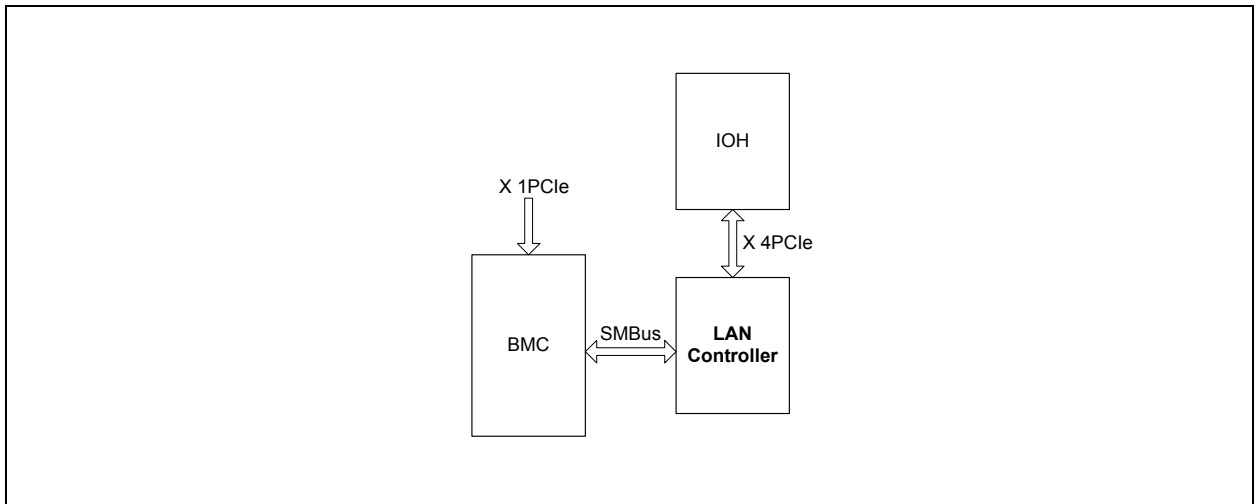 IOH
X 1PCIe
X 4PCIe
BMC
SMBus
LAN
Controller